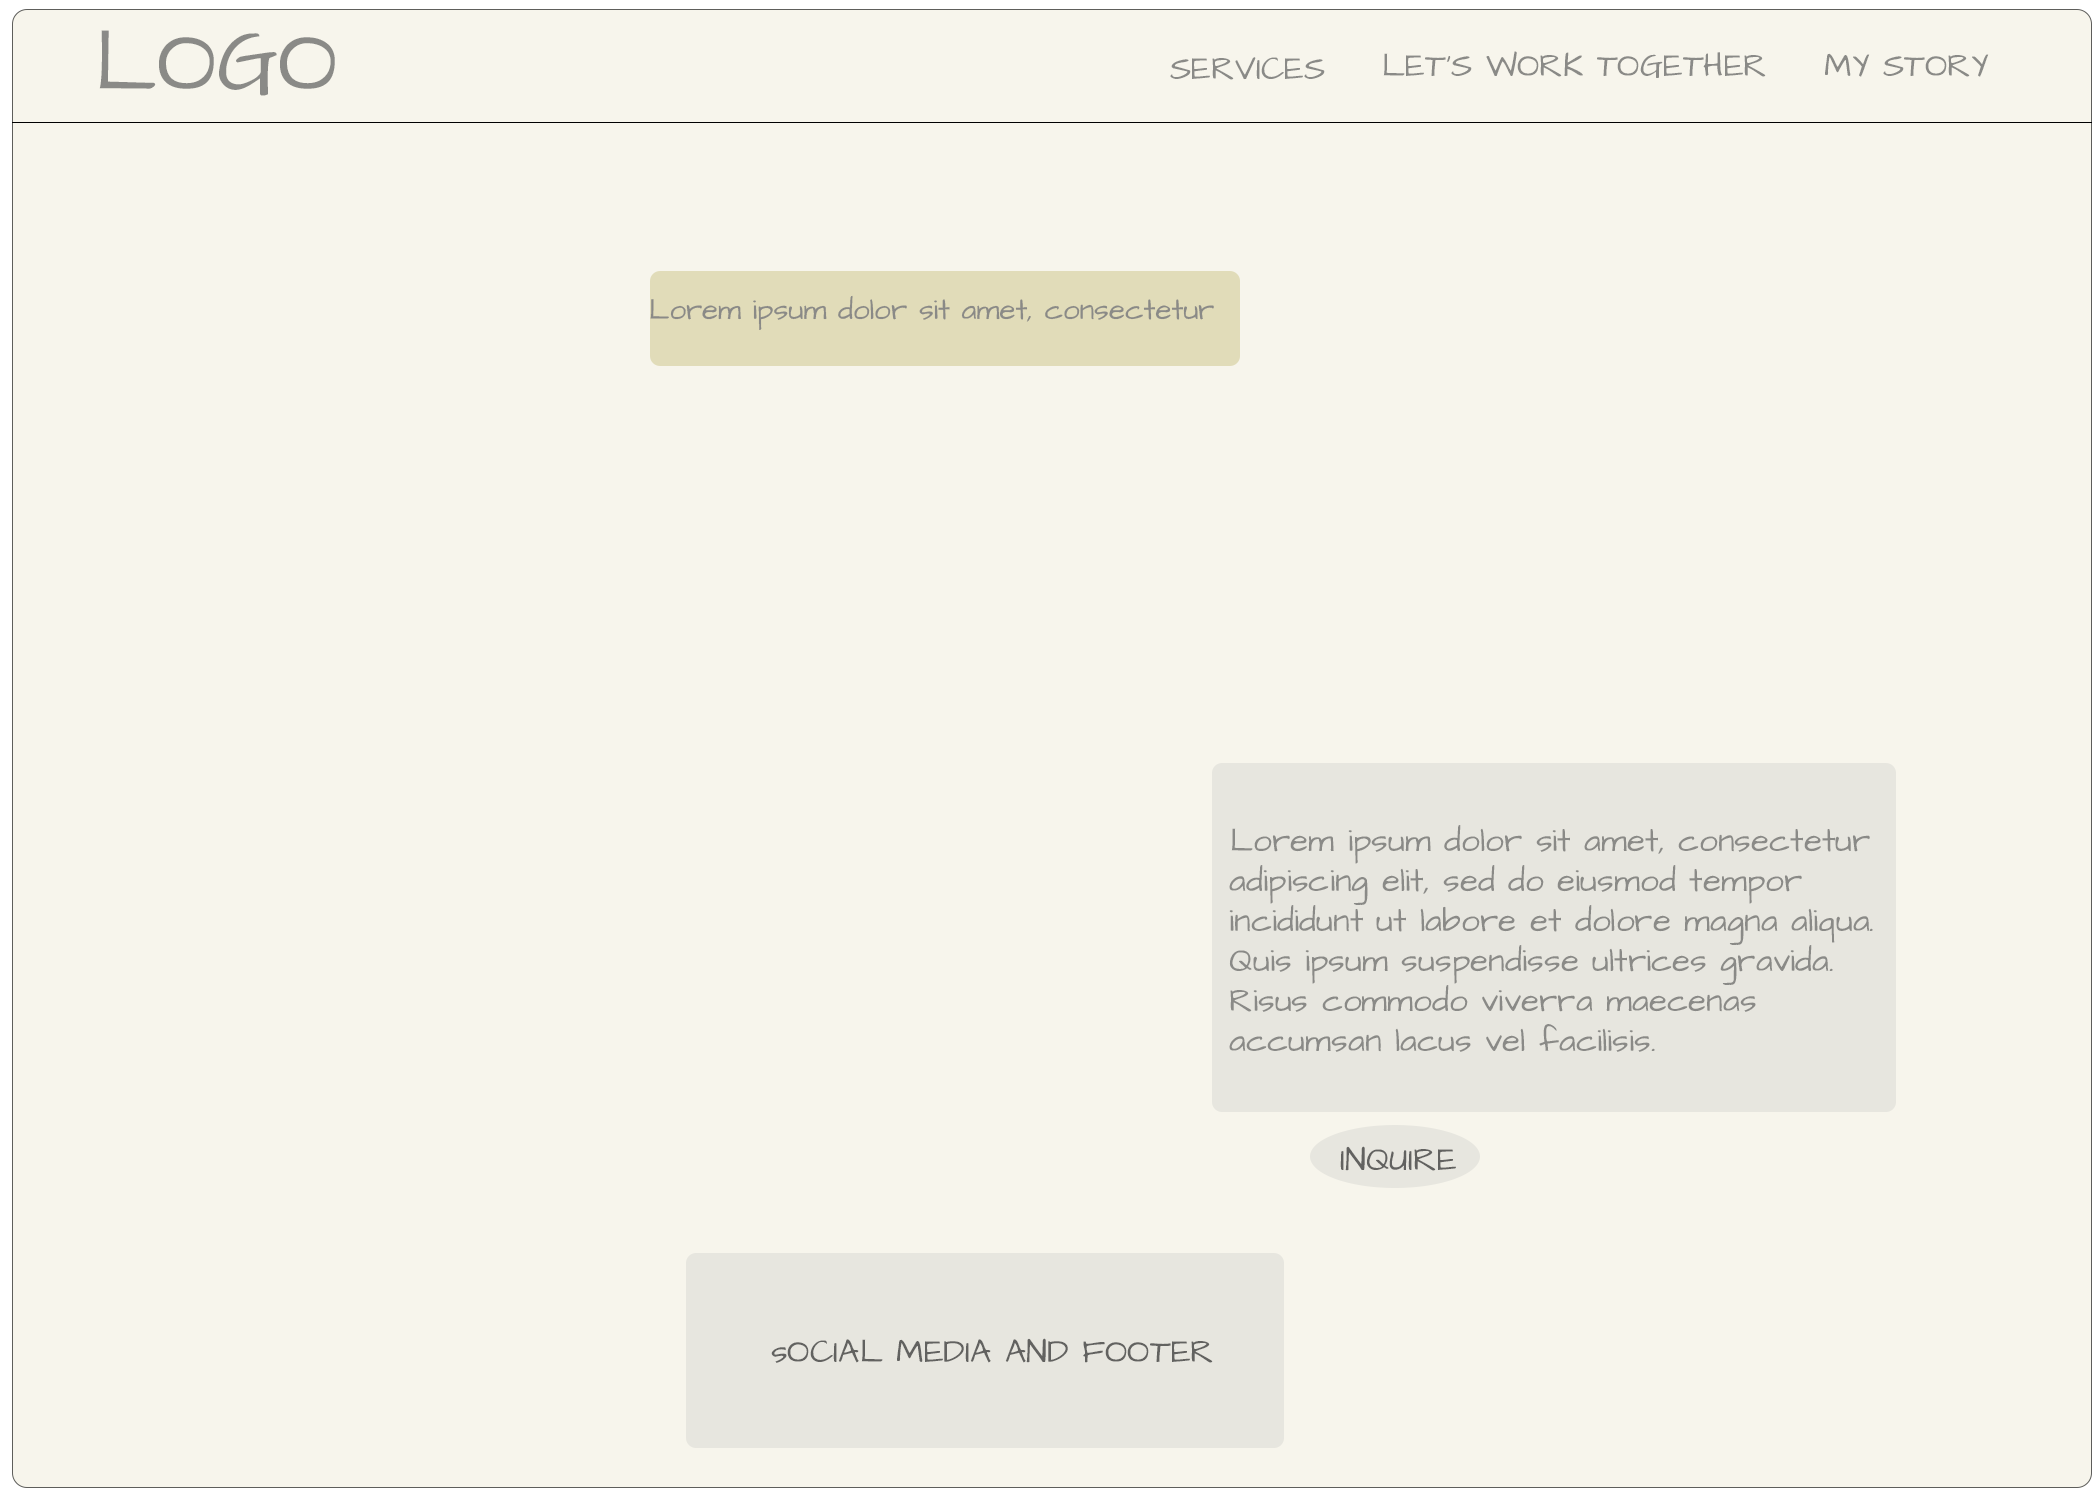 LOGO
SERVICES LET'S WORK TOGETHER MY STORY
Lorem ipsum dolor sit amet, consectetur
Lorem ipsum dolor sit amet, consectetur
adipiscing elit, sed do eiusmod tempor
incididunt ut labore et dolore magna aliqua.
Quis ipsum suspendisse ultrices gravida.
Risus commodo viverra maecenas
accumsan lacus vel facilisis.
INQUIRE
sOCIAL MEDIA AND FOOTER